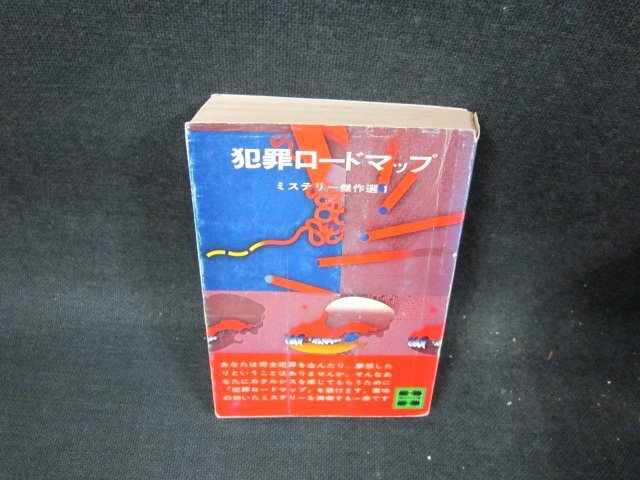 犯罪ロードマップ
ミステリー傑作選1
あなたは完全犯罪を企んだり、夢想した
りということはありませんか。そんなあ
なたにカタルシスを感じてもらうために
「犯罪ロードマップ」を届けます。薬味
の効いたミステリーを満載する一冊です